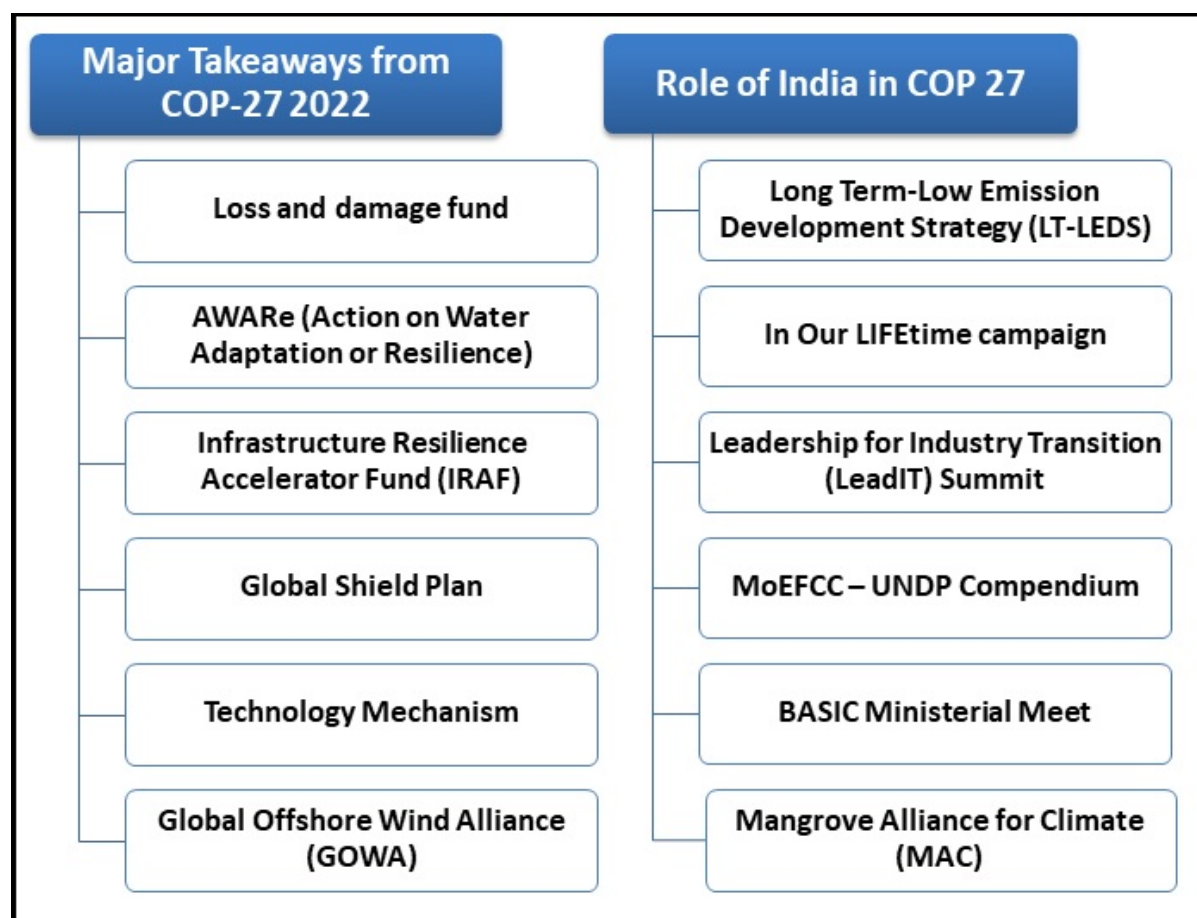 Major Takeaways from
COP-27 2022
Loss and damage fund
AWARe (Action on Water
Adaptation or Resilience)
Infrastructure Resilience
Accelerator Fund (IRAF)
Global Shield Plan
Technology Mechanism
Global Offshore Wind Alliance
(GOWA)
Role of India in COP 27
Long Term-Low Emission
Development Strategy (LT-LEDS)
In Our LIFEtime campaign
Leadership for Industry Transition
(LeadIT) Summit
MoEFCC – UNDP Compendium
BASIC Ministerial Meet
Mangrove Alliance for Climate
(MAC)